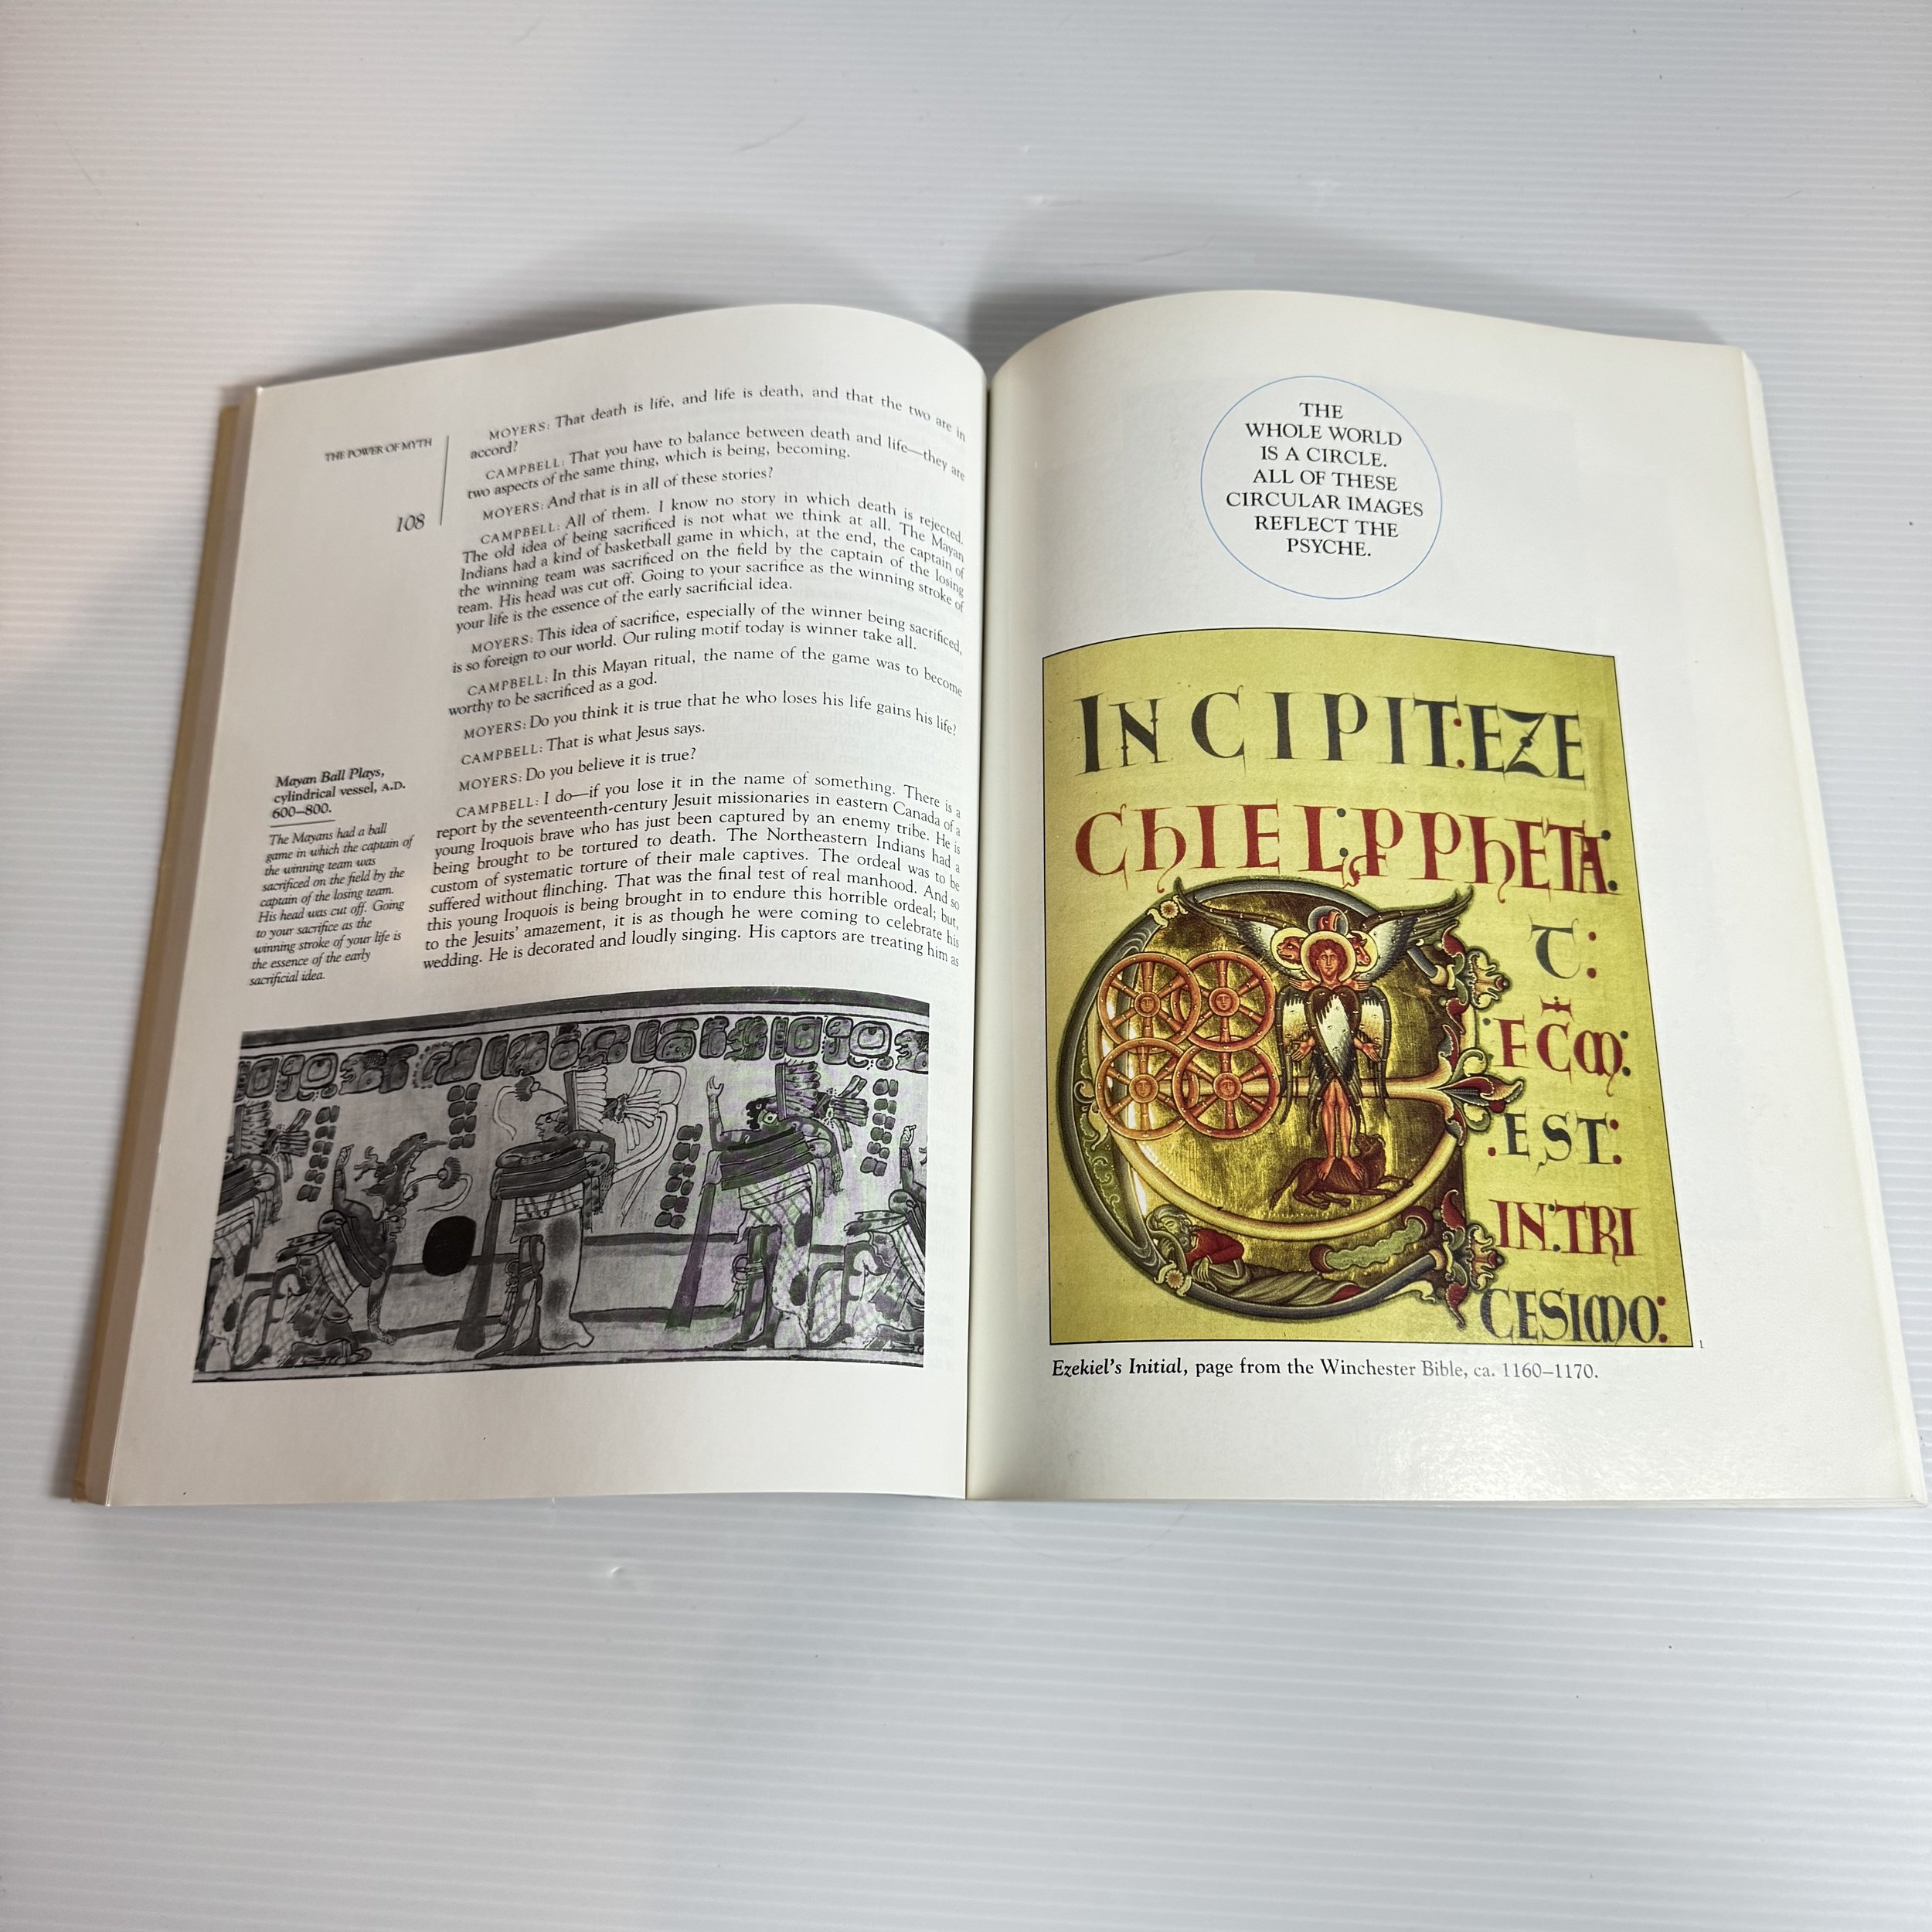 THE POWER OF MYTH
108
MOYERS: That death is life, and life is death, and that the two are in
accord?
CAMPBELL: That you have to balance between death and life—they are
two aspects of the same thing, which is being, becoming.
MOYERS: And that is in all of these stories?
CAMPBELL: All of them. I know no story in which death is rejected.
The old idea of being sacrificed is not what we think at all. The Mayan
Indians had a kind of basketball game in which, at the end, the captain of
the winning team was sacrificed on the field by the captain of the losing
team. His head was cut off. Going to your sacrifice as the winning stroke of
your life is the essence of the early sacrificial idea.
MOYERS: This idea of sacrifice, especially of the winner being sacrificed,
is so foreign to our world. Our ruling motif today is winner take all.
CAMPBELL: In this Mayan ritual, the name of the game was to become
worthy to be sacrificed as a god.
MOYERS: Do you think it is true that he who loses his life gains his life?
CAMPBELL: That is what Jesus says.
MOYERS: Do you believe it is true?
CAMPBELL: I do—if you lose it in the name of something. There is a
report by the seventeenth-century Jesuit missionaries in eastern Canada of a
young Iroquois brave who has just been captured by an enemy tribe. He is
being brought to be tortured to death. The Northeastern Indians had a
custom of systematic torture of their male captives. The ordeal was to be
suffered without flinching. That was the final test of real manhood. And so
this young Iroquois is being brought in to endure this horrible ordeal; but,
to the Jesuits' amazement, it is as though he were coming to celebrate his
wedding. He is decorated and loudly singing. His captors are treating him as
Mayan Ball Plays,
cylindrical vessel, A.D.
600–800.
The Mayans had a ball
game in which the captain of
the winning team was
sacrificed on the field by the
captain of the losing team.
His head was cut off. Going
to your sacrifice as the
winning stroke of your life is
the essence of the early
sacrificial idea.
THE
WHOLE WORLD
IS A CIRCLE.
ALL OF THESE
CIRCULAR IMAGES
REFLECT THE
PSYCHE.
INCIPIT:EZE
CHIEL:PPHETA:
T:
FCM:
.EST:
IN:TRI
CESIMO:
1
Ezekiel's Initial, page from the Winchester Bible, ca. 1160–1170.